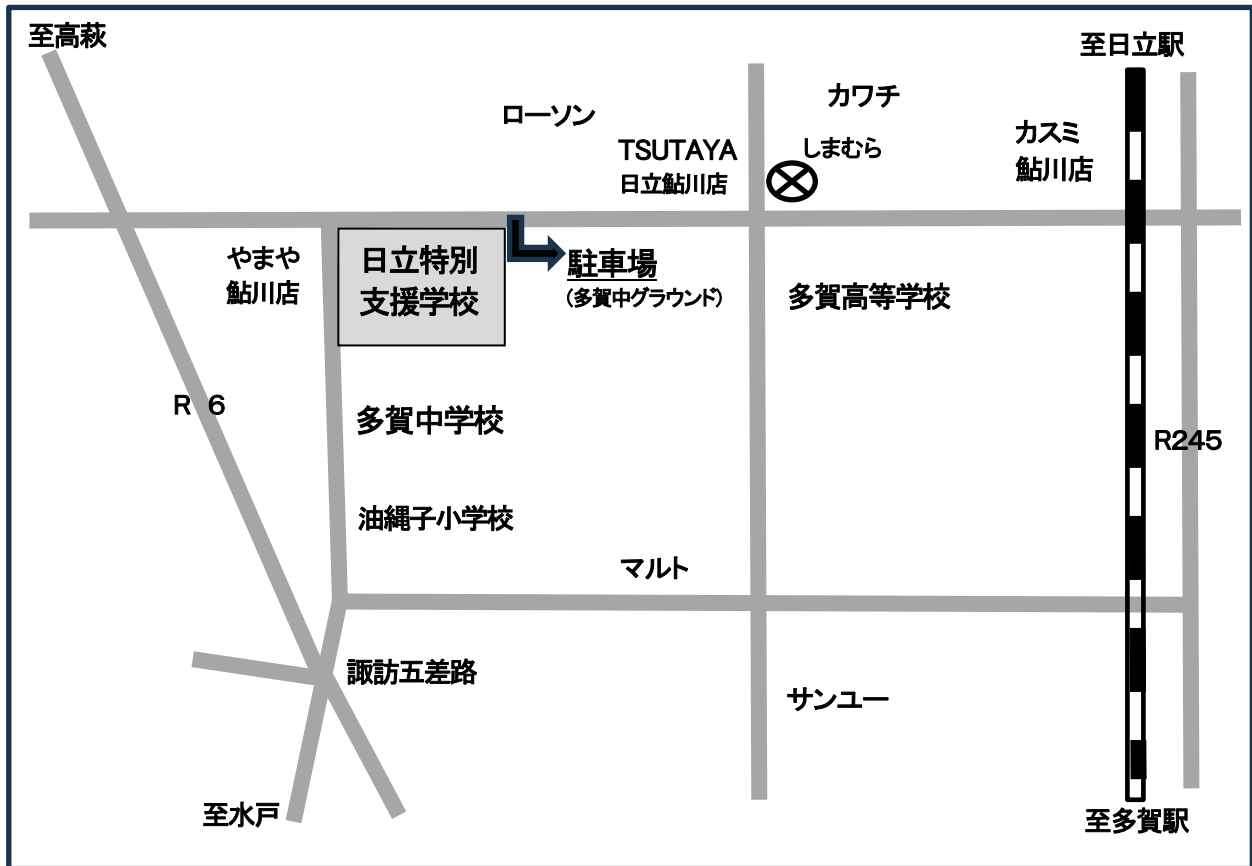 至高萩
至日立駅
カワチ
ローソン
カスミ
鮎川店
TSUTAYA
日立鮎川店
しまむら
やまや
鮎川店
日立特別
支援学校
駐車場
(多賀中グラウンド)
多賀高等学校
R 6
多賀中学校
R245
油縄子小学校
マルト
諏訪五差路
サンユー
至水戸
至多賀駅